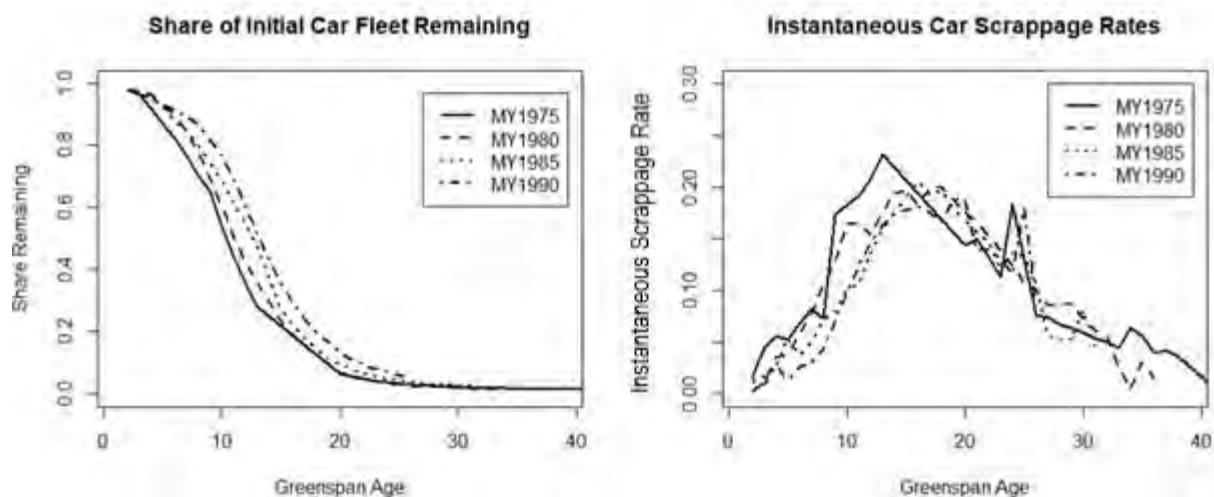 Share of Initial Car Fleet Remaining
Share Remaining
1.0
0.8
0.6
0.4
0.2
0.0
MY1975
MY1980
MY1985
MY1990
0 10 20 30 40
Greenspan Age
Instantaneous Car Scrappage Rates
Instantaneous Scrappage Rate
0.30
0.20
0.10
0.00
MY1975
MY1980
MY1985
MY1990
0 10 20 30 40
Greenspan Age